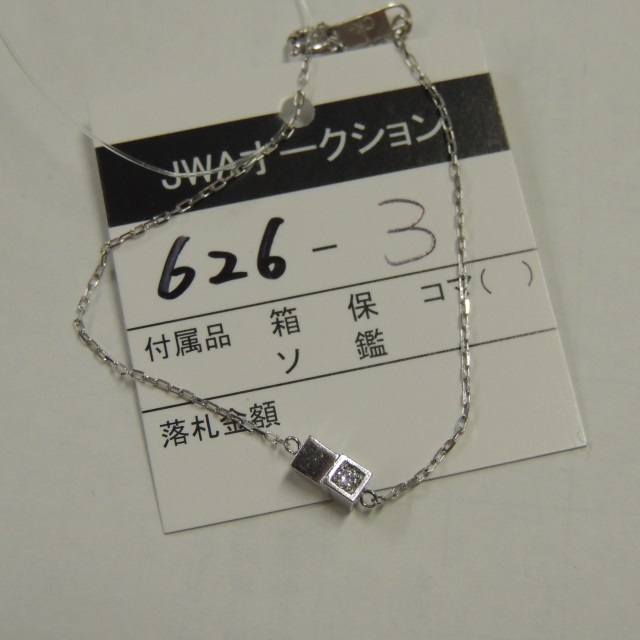 JWAオークション
626-3
付属品 箱 保 コマ( )
ソ 鑑
落札金額